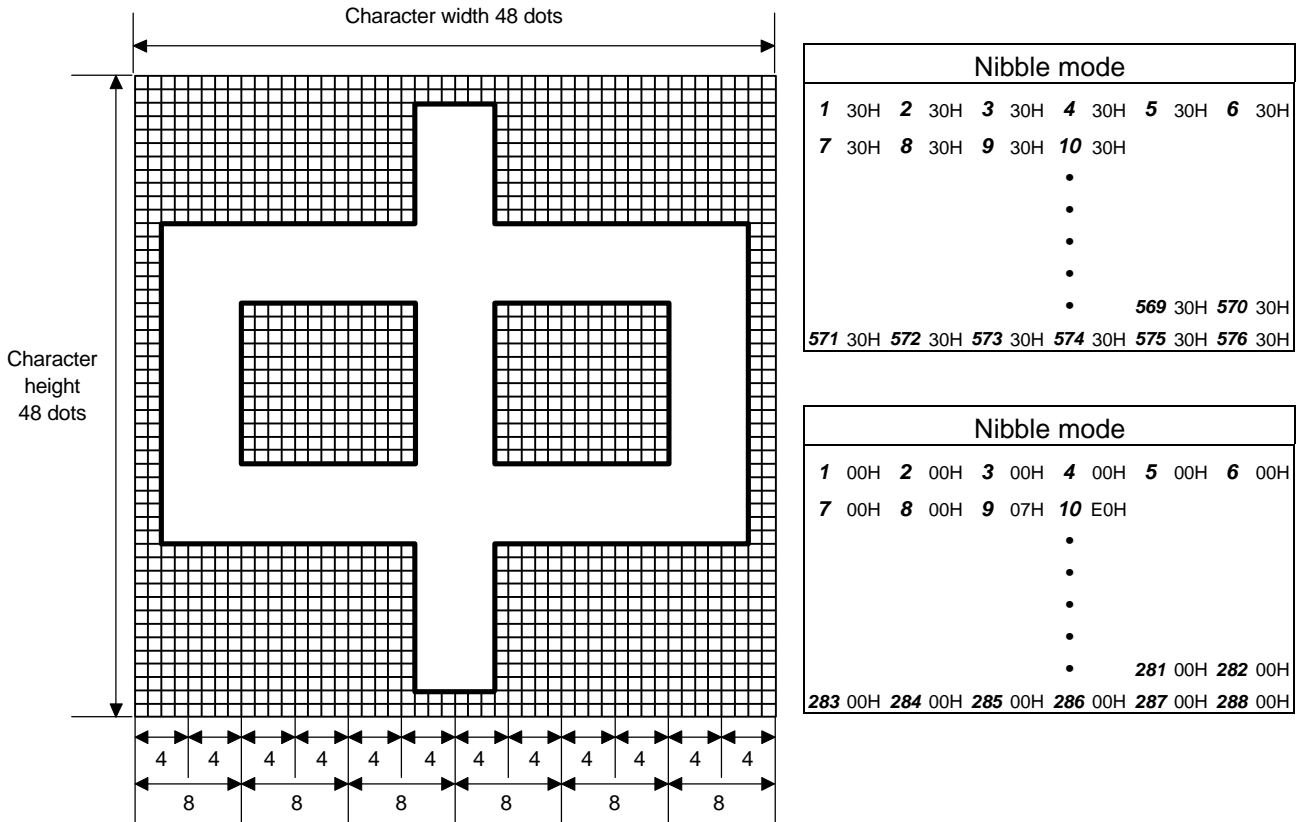 Character width 48 dots
Character
height
48 dots
4 4 4 4 4 4 4 4 4 4 4 4
8 8 8 8 8 8
Nibble mode
1 30H 2 30H 3 30H 4 30H 5 30H 6 30H
7 30H 8 30H 9 30H 10 30H
569 30H 570 30H
571 30H 572 30H 573 30H 574 30H 575 30H 576 30H
Nibble mode
1 00H 2 00H 3 00H 4 00H 5 00H 6 00H
7 00H 8 00H 9 07H 10 E0H
281 00H 282 00H
283 00H 284 00H 285 00H 286 00H 287 00H 288 00H